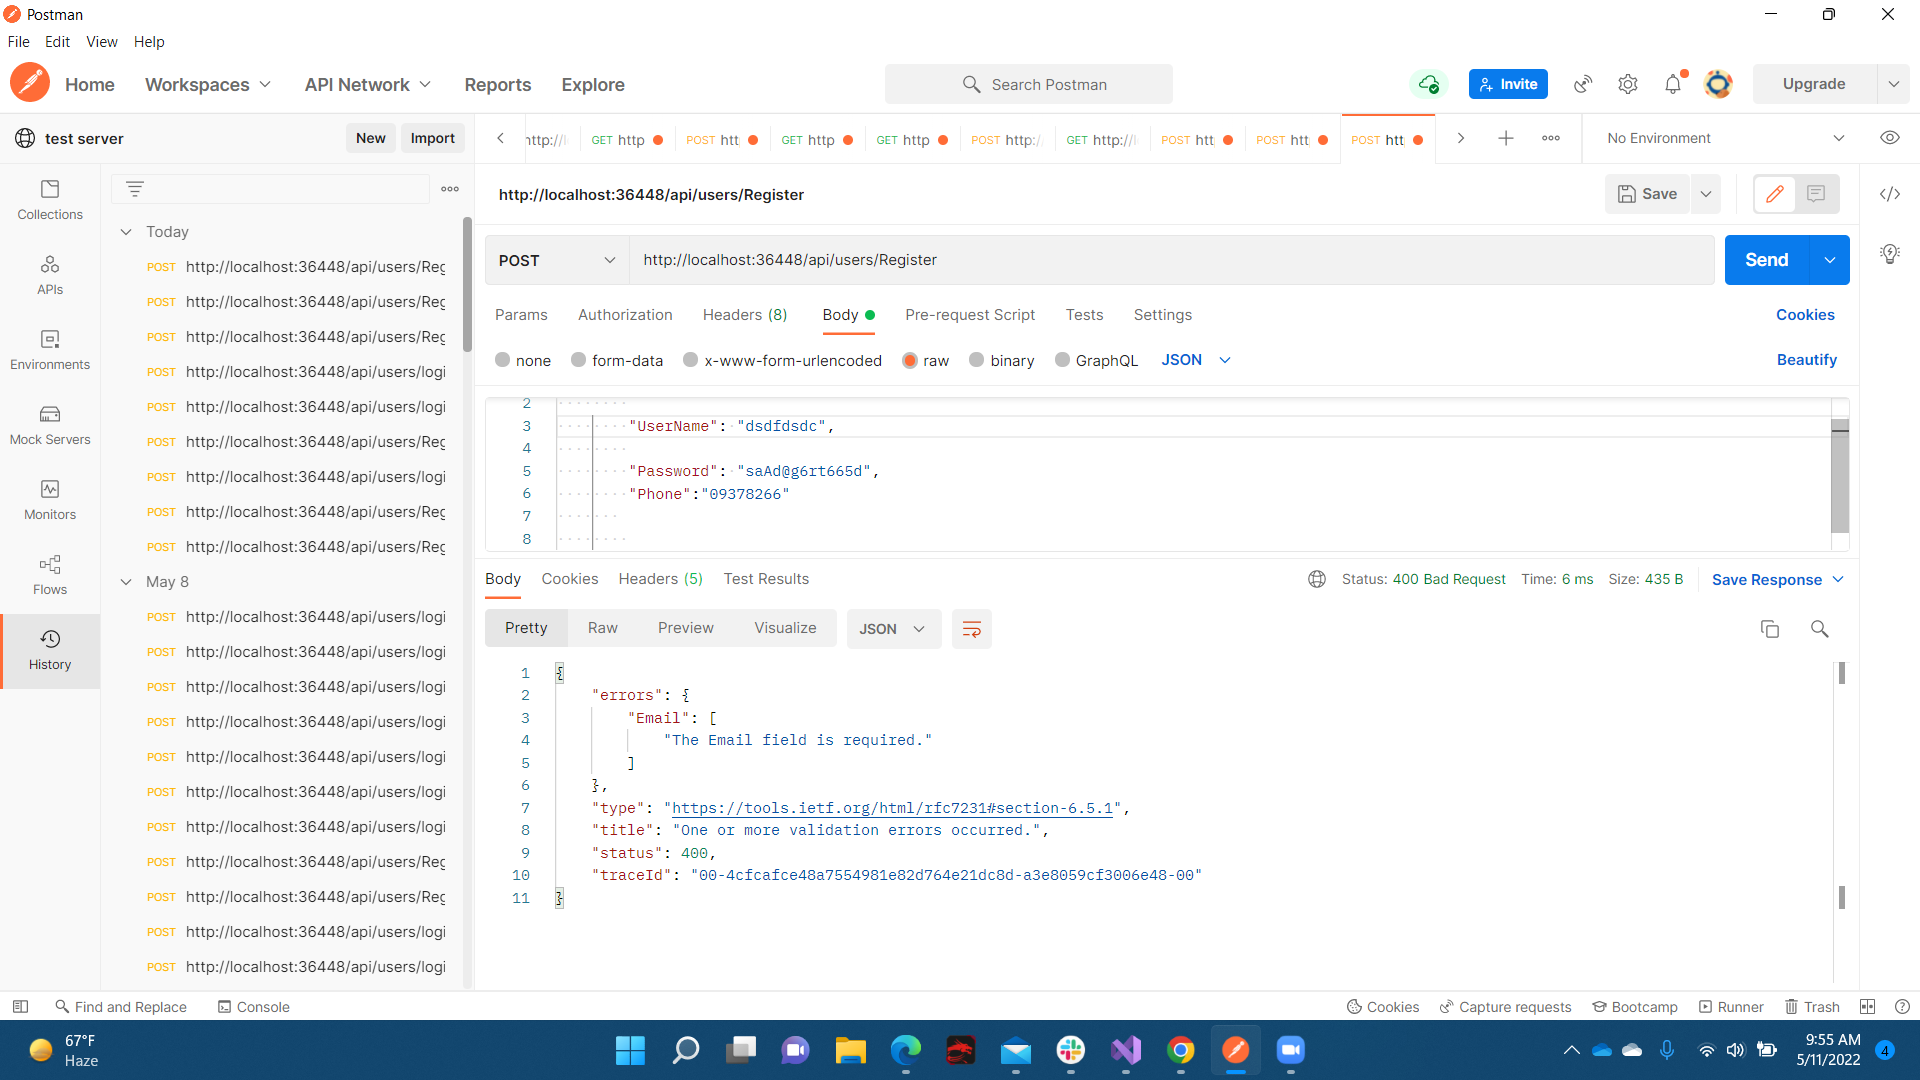 Postman
File Edit View Help
Home Workspaces API Network Reports Explore Search Postman Invite Upgrade
test server New Import GET http POST htt GET http GET http POST http:/ GET http:// POST htt POST htt POST htt No Environment
http://localhost:36448/api/users/Register Save
POST http://localhost:36448/api/users/Register Send
Params Authorization Headers (8) Body Pre-request Script Tests Settings Cookies
none form-data x-www-form-urlencoded raw binary GraphQL JSON Beautify
2
3 "UserName": "dsdfdsdc",
4
5 "Password": "saAd@g6rt665d",
6 "Phone":"09378266"
7
8
Body Cookies Headers (5) Test Results Status: 400 Bad Request Time: 6 ms Size: 435 B Save Response
Pretty Raw Preview Visualize JSON
1 {
2 "errors": {
3 "Email": [
4 "The Email field is required."
5 ]
6 },
7 "type": "https://tools.ietf.org/html/rfc7231#section-6.5.1",
8 "title": "One or more validation errors occurred.",
9 "status": 400,
10 "traceId": "00-4cfcafce48a7554981e82d764e21dc8d-a3e8059cf3006e48-00"
11 }
Collections
APIs
Environments
Mock Servers
Monitors
Flows
History
Today
POST http://localhost:36448/api/users/Reg
POST http://localhost:36448/api/users/Reg
POST http://localhost:36448/api/users/Reg
POST http://localhost:36448/api/users/logi
POST http://localhost:36448/api/users/logi
POST http://localhost:36448/api/users/Reg
POST http://localhost:36448/api/users/logi
POST http://localhost:36448/api/users/Reg
POST http://localhost:36448/api/users/Reg
May 8
POST http://localhost:36448/api/users/logi
POST http://localhost:36448/api/users/logi
POST http://localhost:36448/api/users/logi
POST http://localhost:36448/api/users/logi
POST http://localhost:36448/api/users/logi
POST http://localhost:36448/api/users/logi
POST http://localhost:36448/api/users/logi
POST http://localhost:36448/api/users/Reg
POST http://localhost:36448/api/users/Reg
POST http://localhost:36448/api/users/logi
POST http://localhost:36448/api/users/logi
Find and Replace Console Cookies Capture requests Bootcamp Runner Trash
67°F
Haze
9:55 AM
5/11/2022
4